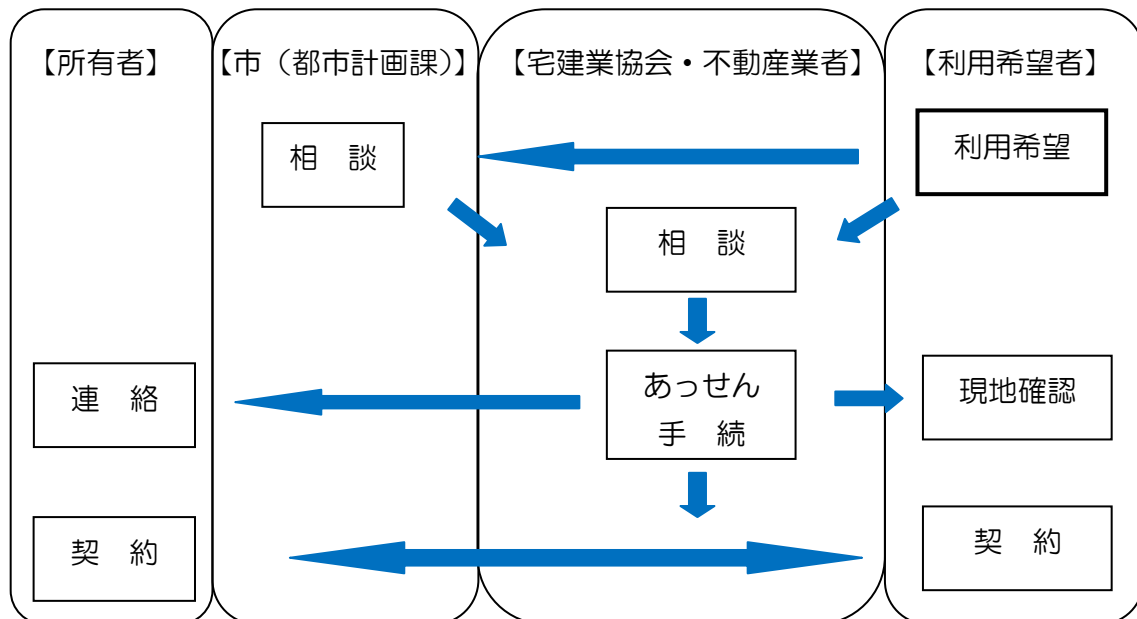 【所有者】
【市（都市計画課）】
【宅建業協会・不動産業者】
【利用希望者】
相　談
利用希望
相　談
連　絡
あっせん
手　続
現地確認
契　約
契　約